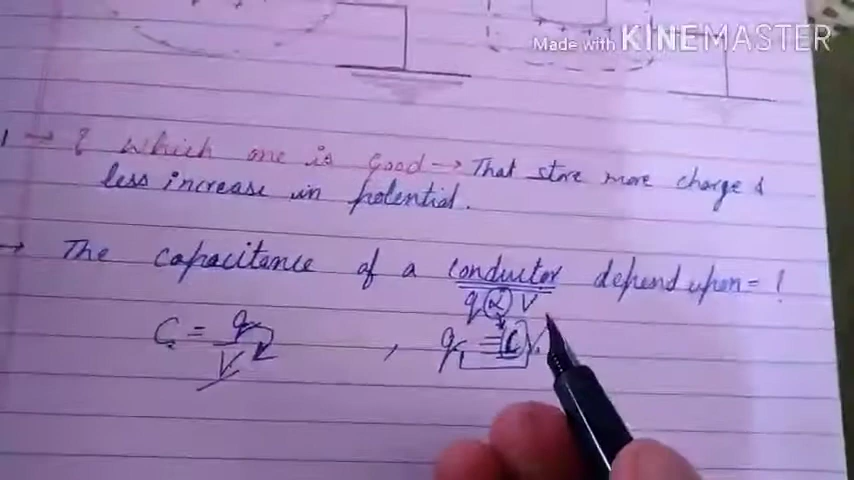 Made with KINEMASTER
which one is good → That store more charge &
less increase in potential.
→ The capacitance of a conductor depend upon = !
q α V
C = q / V , q = C V